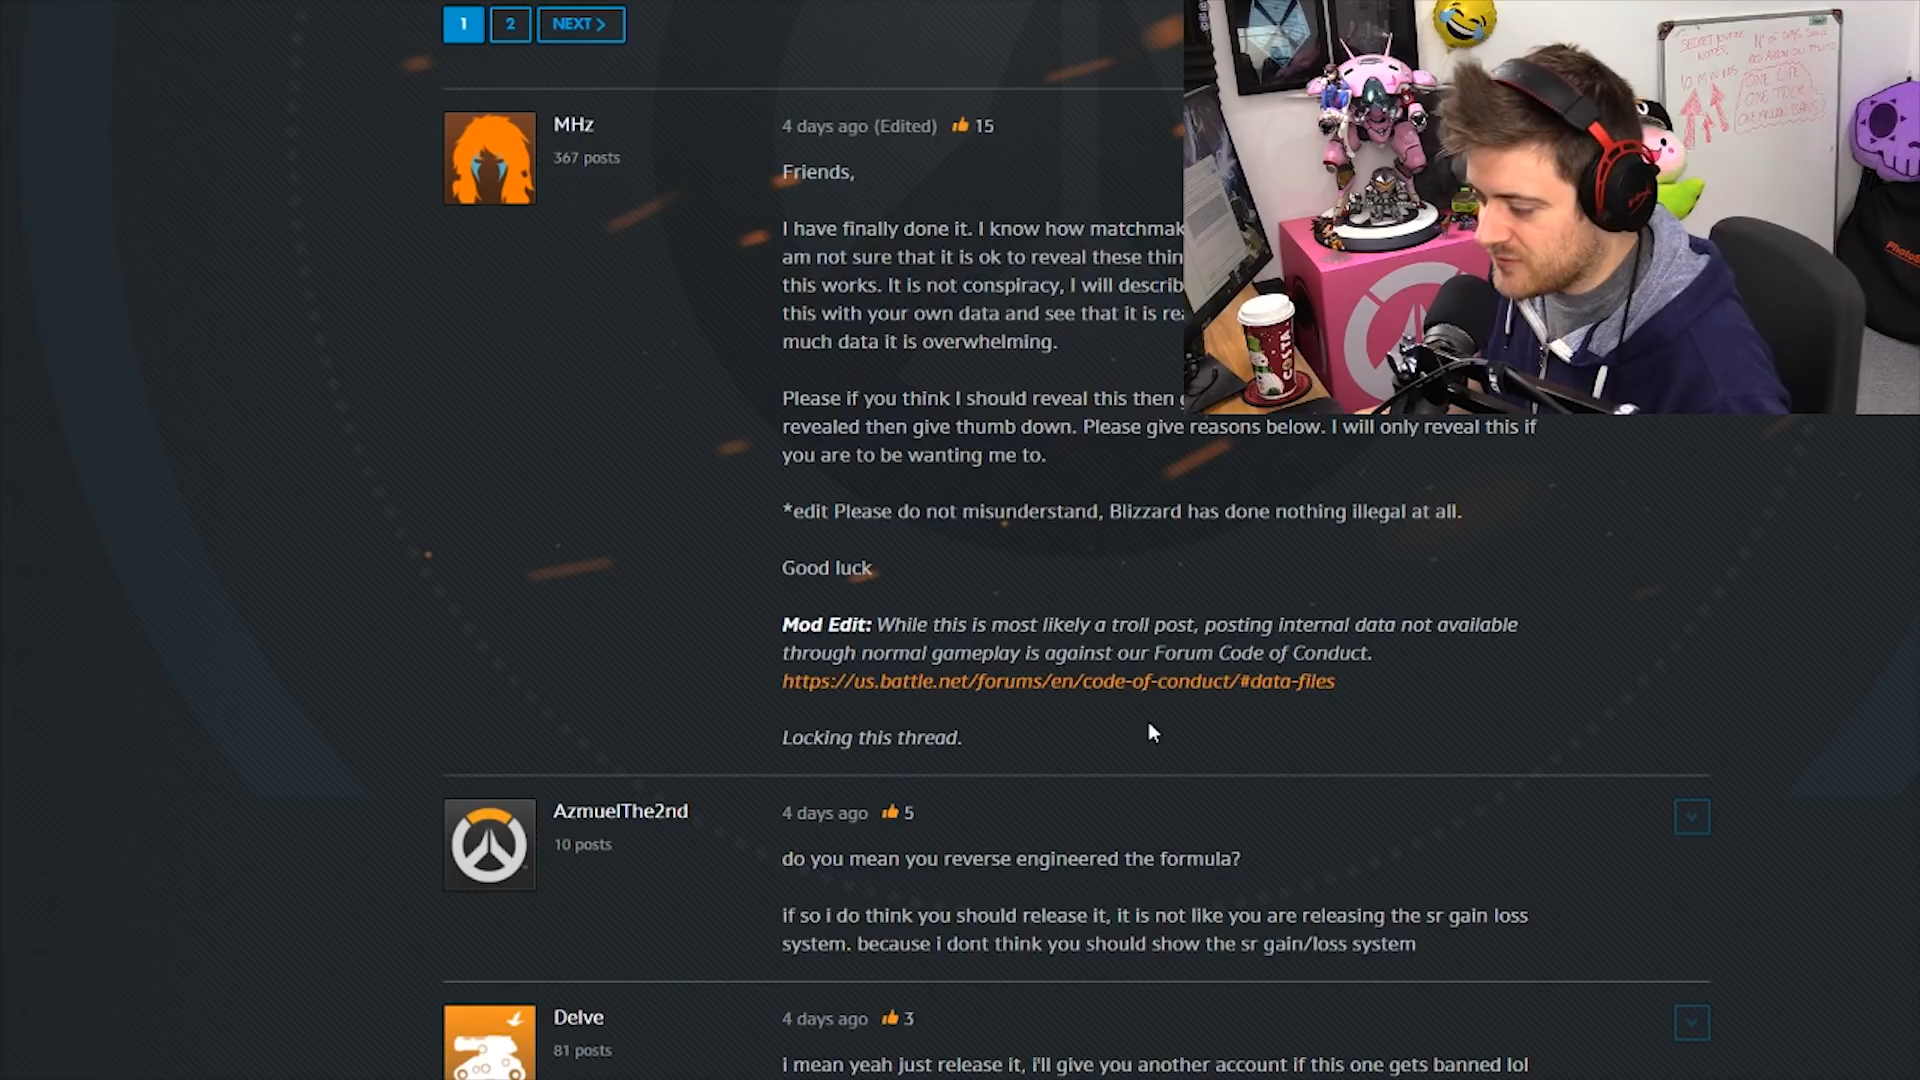 1 2 NEXT >
MHz
367 posts
4 days ago (Edited) 15
Friends,
I have finally done it. I know how matchmak
am not sure that it is ok to reveal these thin
this works. It is not conspiracy, I will describ
this with your own data and see that it is rea
much data it is overwhelming.
Please if you think I should reveal this then g
revealed then give thumb down. Please give reasons below. I will only reveal this if
you are to be wanting me to.
*edit Please do not misunderstand, Blizzard has done nothing illegal at all.
Good luck
Mod Edit: While this is most likely a troll post, posting internal data not available
through normal gameplay is against our Forum Code of Conduct.
https://us.battle.net/forums/en/code-of-conduct/#data-files
Locking this thread.
AzmuelThe2nd
10 posts
4 days ago 5
do you mean you reverse engineered the formula?
if so i do think you should release it, it is not like you are releasing the sr gain loss
system. because i dont think you should show the sr gain/loss system
Delve
81 posts
4 days ago 3
i mean yeah just release it, i'll give you another account if this one gets banned lol
NOTES:
ONE LIFE
ONE TRICK
COSTA